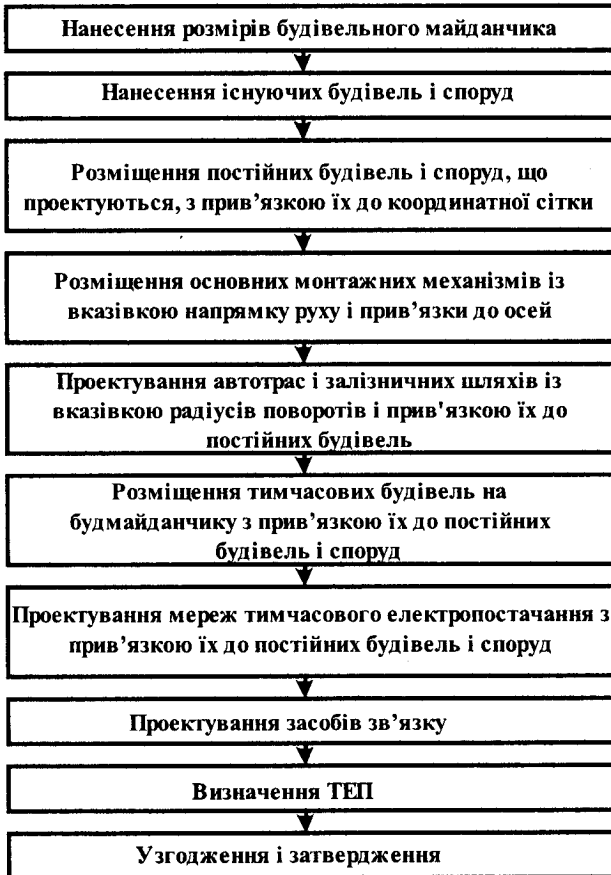 Нанесення розмірів будівельного майданчика
Нанесення існуючих будівель і споруд
Розміщення постійних будівель і споруд, що
проектуються, з прив’язкою їх до координатної сітки
Розміщення основних монтажних механізмів із
вказівкою напрямку руху і прив’язки до осей
Проектування автотрас і залізничних шляхів із
вказівкою радіусів поворотів і прив'язкою їх до
постійних будівель
Розміщення тимчасових будівель на
будмайданчику з прив’язкою їх до постійних
будівель і споруд
Проектування мереж тимчасового електропостачання з
прив’язкою їх до постійних будівель і споруд
Проектування засобів зв’язку
Визначення ТЕП
Узгодження і затвердження